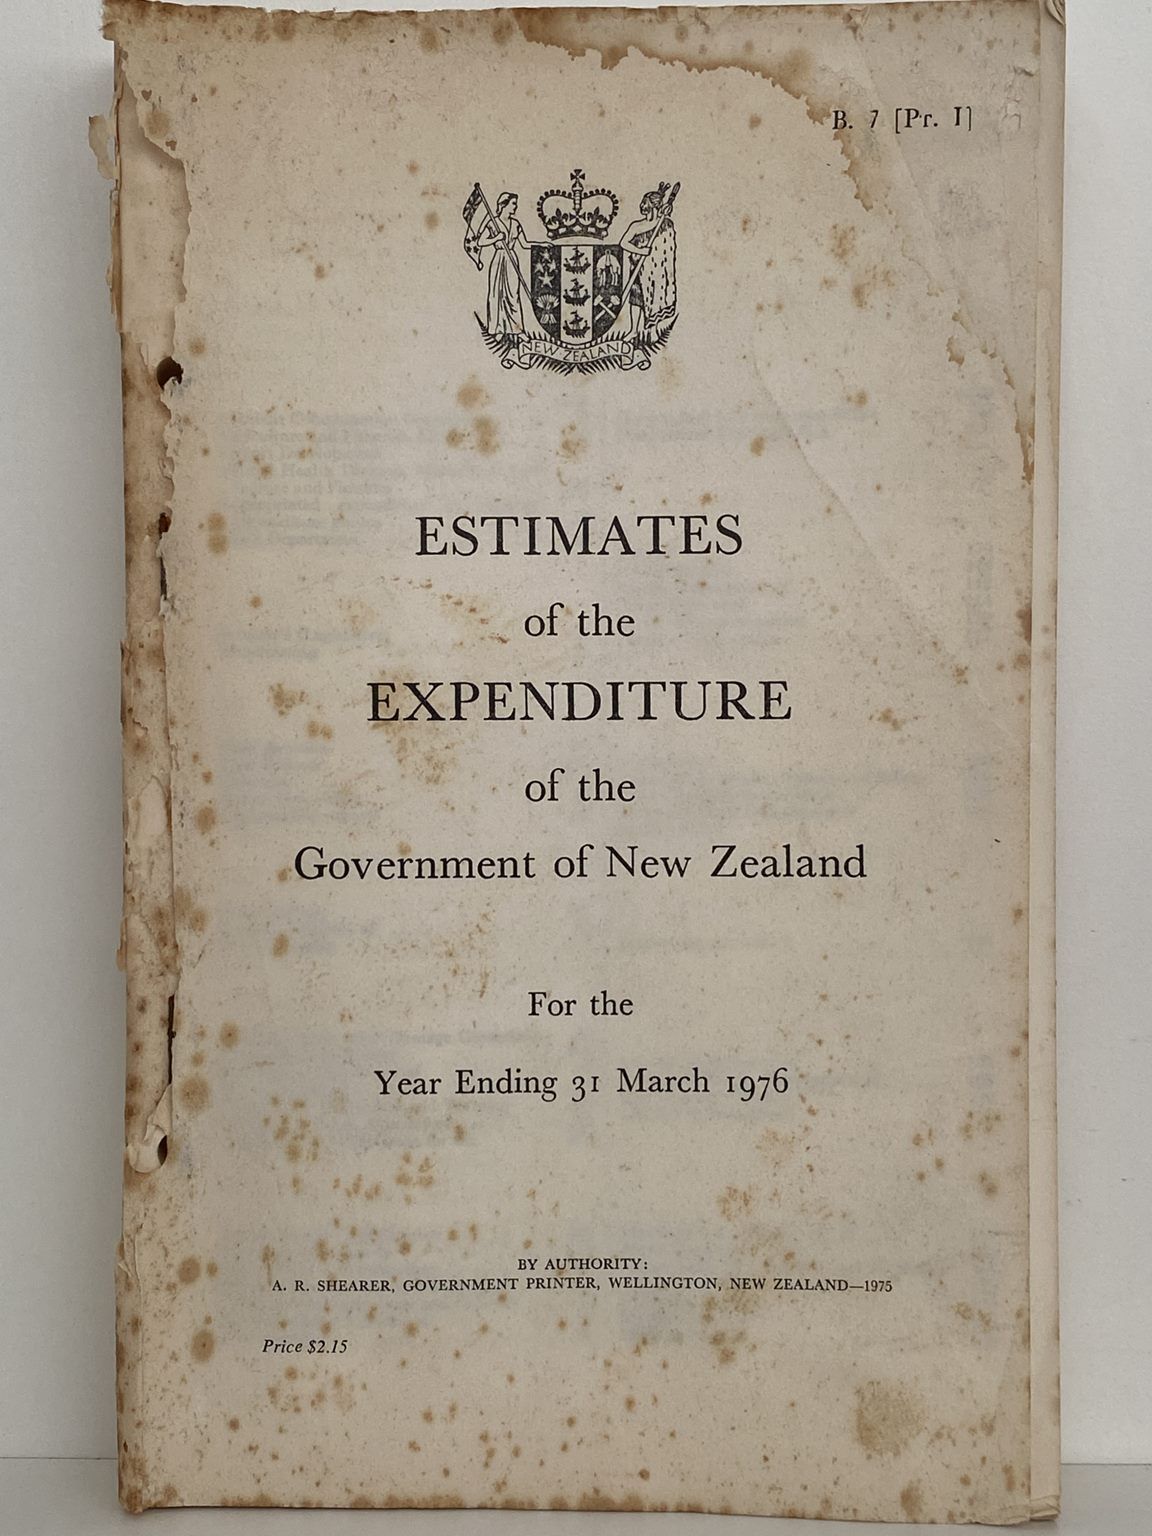 B. 7 [Pt. I]
NEW ZEALAND
ESTIMATES
of the
EXPENDITURE
of the
Government of New Zealand
For the
Year Ending 31 March 1976
BY AUTHORITY:
A. R. SHEARER, GOVERNMENT PRINTER, WELLINGTON, NEW ZEALAND—1975
Price $2.15